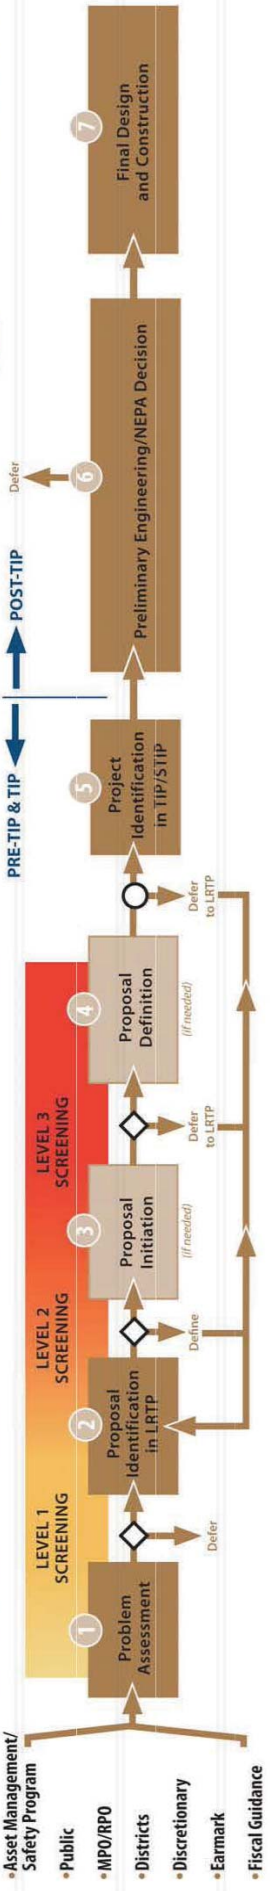 • Asset Management/
Safety Program
• Public
• MPO/RPO
• Districts
• Discretionary
• Earmark
• Fiscal Guidance
LEVEL 1
SCREENING
LEVEL 2
SCREENING
LEVEL 3
SCREENING
PRE-TIP & TIP
POST-TIP
1
Problem
Assessment
Defer
2
Proposal
Identification
in LRTP
Define
3
Proposal
Initiation
(if needed)
Defer
to LRTP
4
Proposal
Definition
(if needed)
Defer
to LRTP
5
Project
Identification
in TIP/STIP
6
Defer
Preliminary Engineering/NEPA Decision
7
Final Design
and Construction